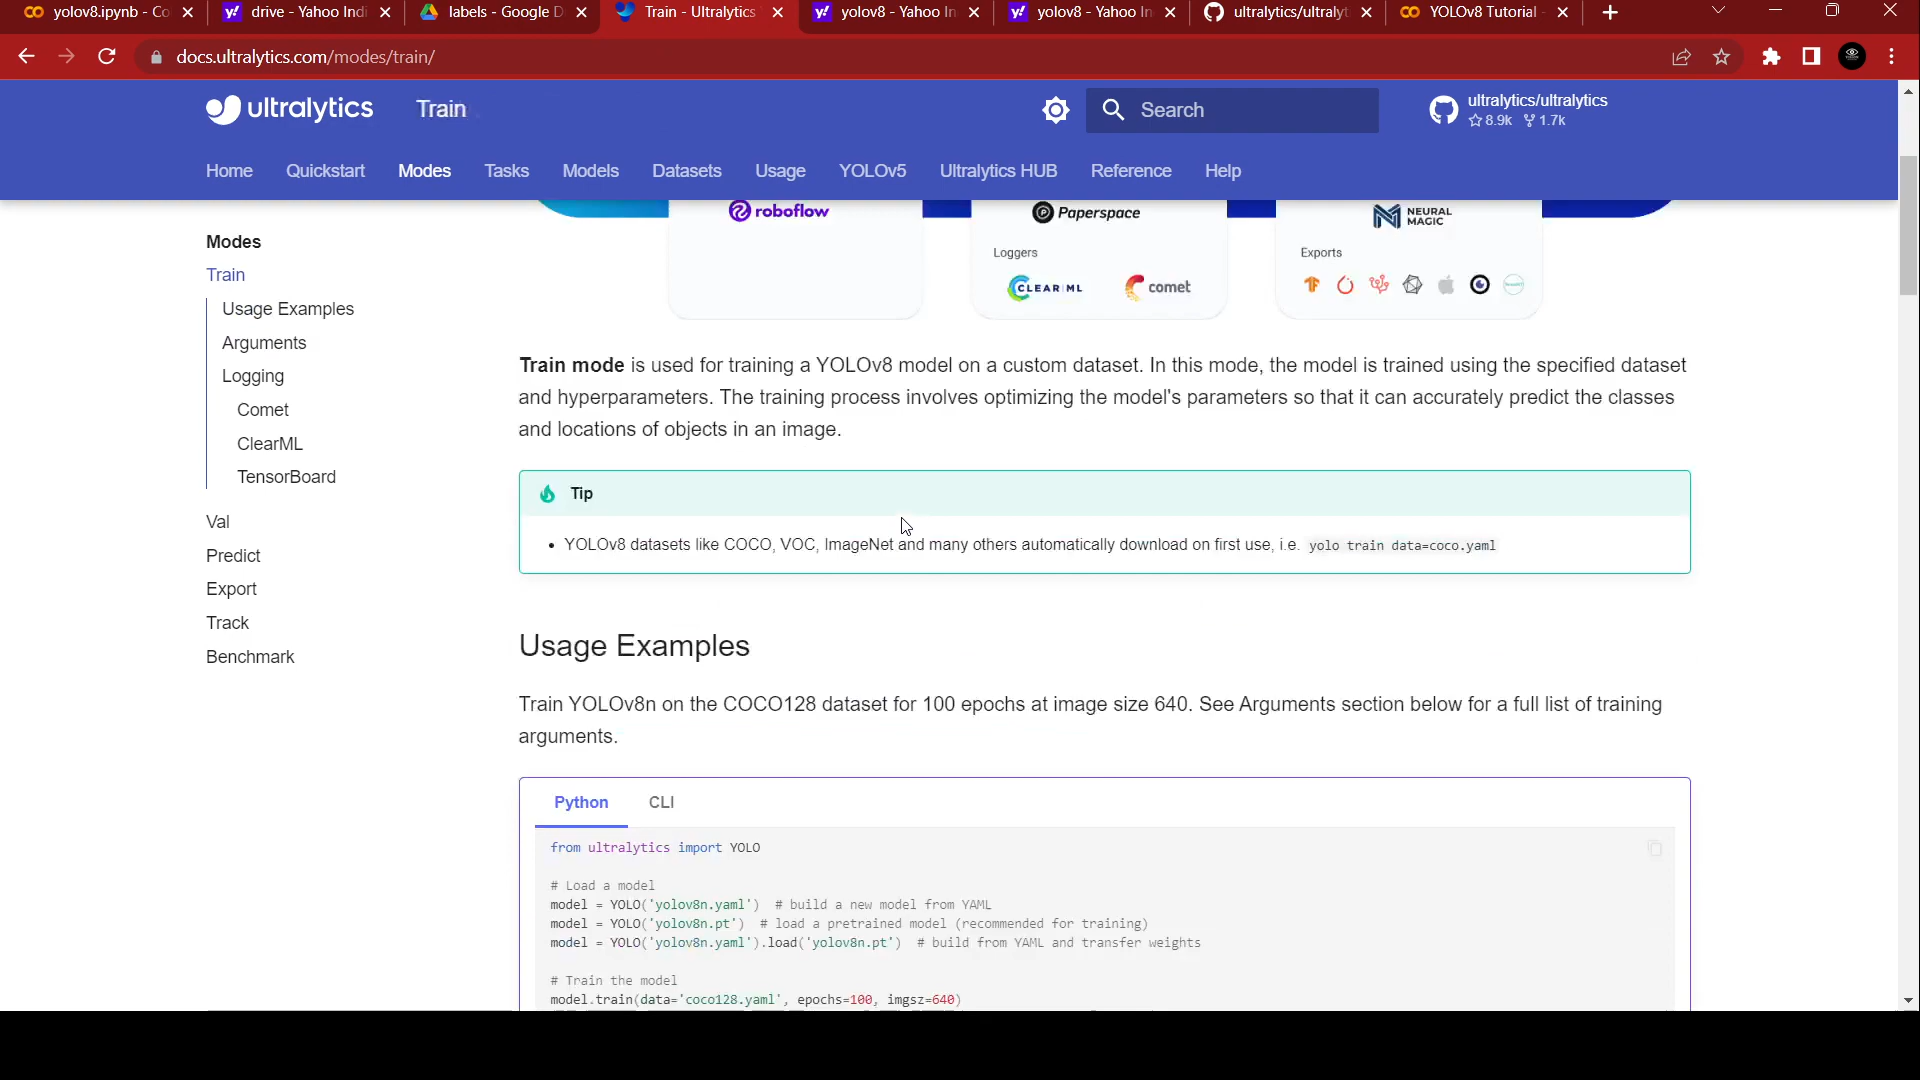 yolov8.ipynb - Co
drive - Yahoo Indi
labels - Google D
Train - Ultralytics
yolov8 - Yahoo In
yolov8 - Yahoo In
ultralytics/ultralyt
YOLOv8 Tutorial -
docs.ultralytics.com/modes/train/
ultralytics
Train
Search
ultralytics/ultralytics
8.9k 1.7k
Home Quickstart Modes Tasks Models Datasets Usage YOLOv5 Ultralytics HUB Reference Help
Modes
Train
Usage Examples
Arguments
Logging
Comet
ClearML
TensorBoard
Val
Predict
Export
Track
Benchmark
roboflow
Paperspace
Loggers
CLEAR|ML
comet
NEURAL
MAGIC
Exports
Train mode is used for training a YOLOv8 model on a custom dataset. In this mode, the model is trained using the specified dataset
and hyperparameters. The training process involves optimizing the model's parameters so that it can accurately predict the classes
and locations of objects in an image.
Tip
• YOLOv8 datasets like COCO, VOC, ImageNet and many others automatically download on first use, i.e. yolo train data=coco.yaml
Usage Examples
Train YOLOv8n on the COCO128 dataset for 100 epochs at image size 640. See Arguments section below for a full list of training
arguments.
Python CLI
from ultralytics import YOLO
# Load a model
model = YOLO('yolov8n.yaml')  # build a new model from YAML
model = YOLO('yolov8n.pt')  # load a pretrained model (recommended for training)
model = YOLO('yolov8n.yaml').load('yolov8n.pt')  # build from YAML and transfer weights
# Train the model
model.train(data='coco128.yaml', epochs=100, imgsz=640)